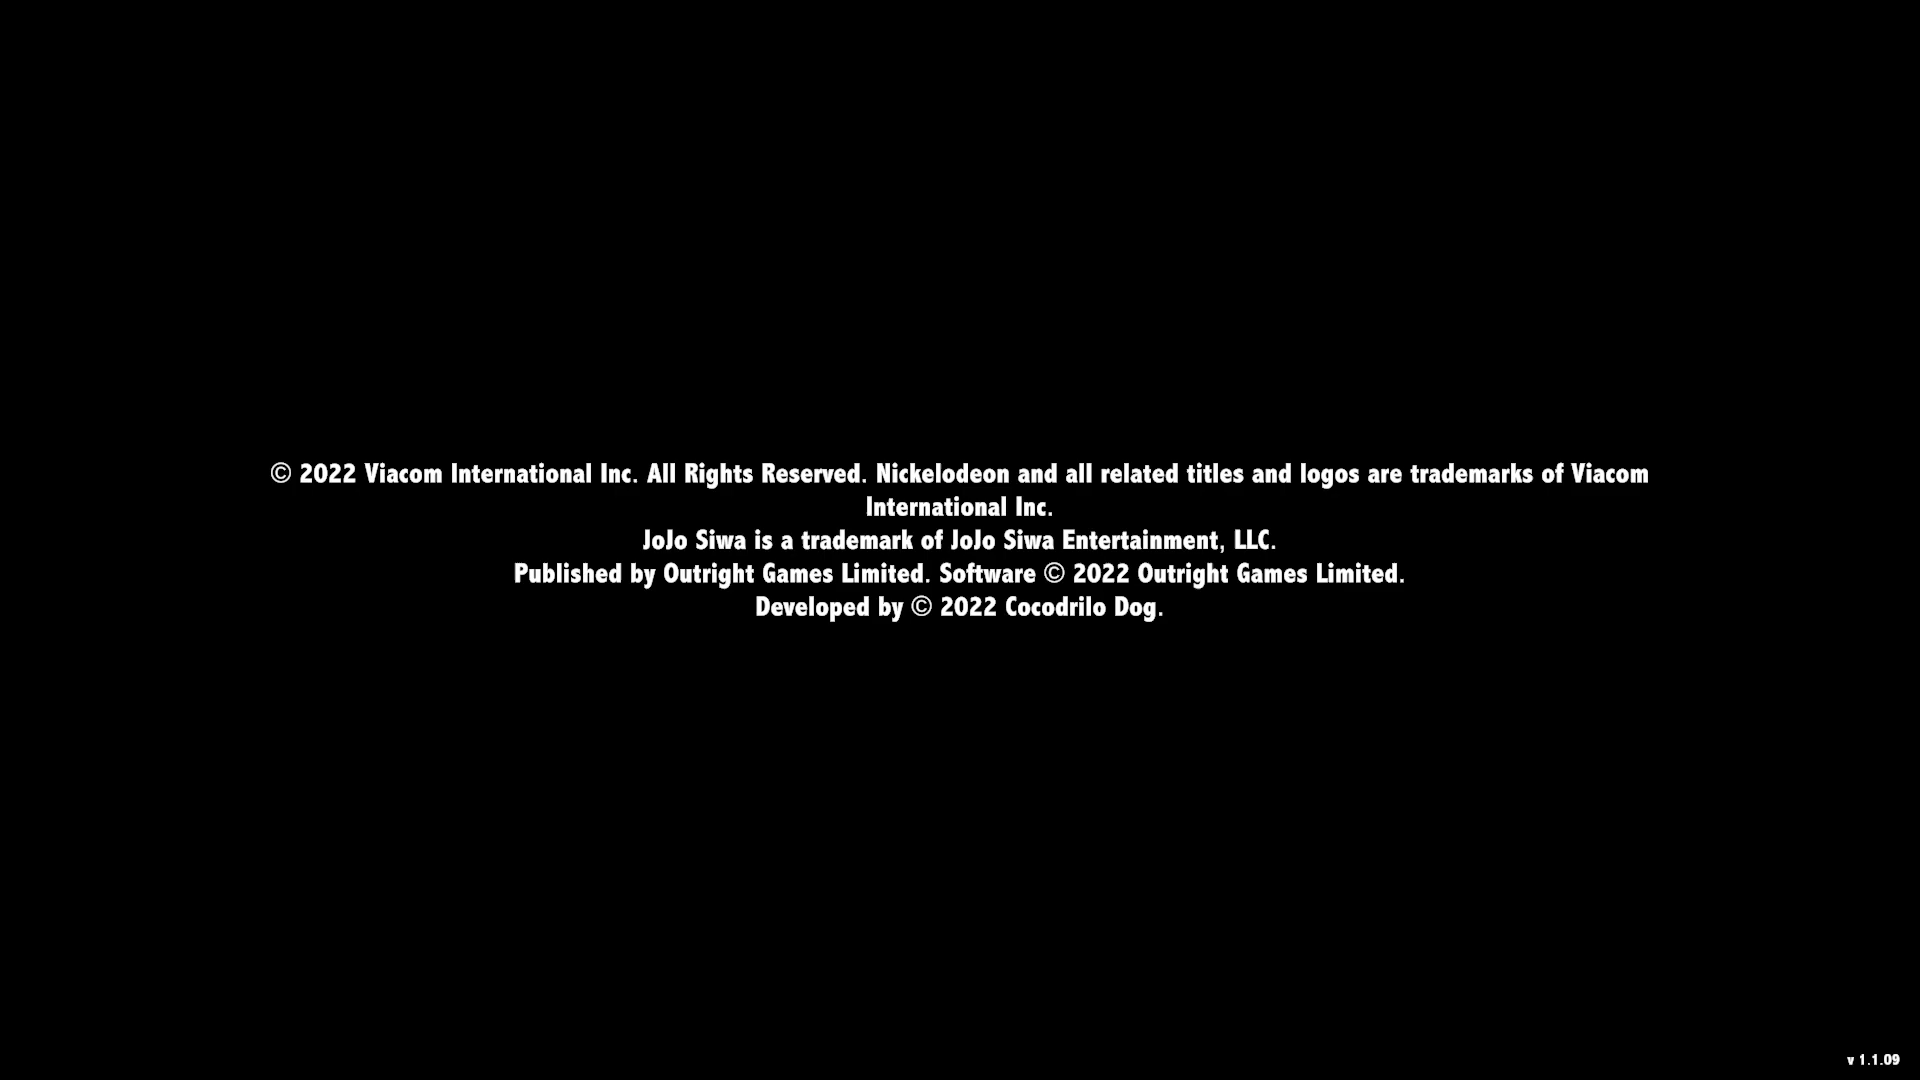 © 2022 Viacom International Inc. All Rights Reserved. Nickelodeon and all related titles and logos are trademarks of Viacom
International Inc.
JoJo Siwa is a trademark of JoJo Siwa Entertainment, LLC.
Published by Outright Games Limited. Software © 2022 Outright Games Limited.
Developed by © 2022 Cocodrilo Dog.
v 1.1.09